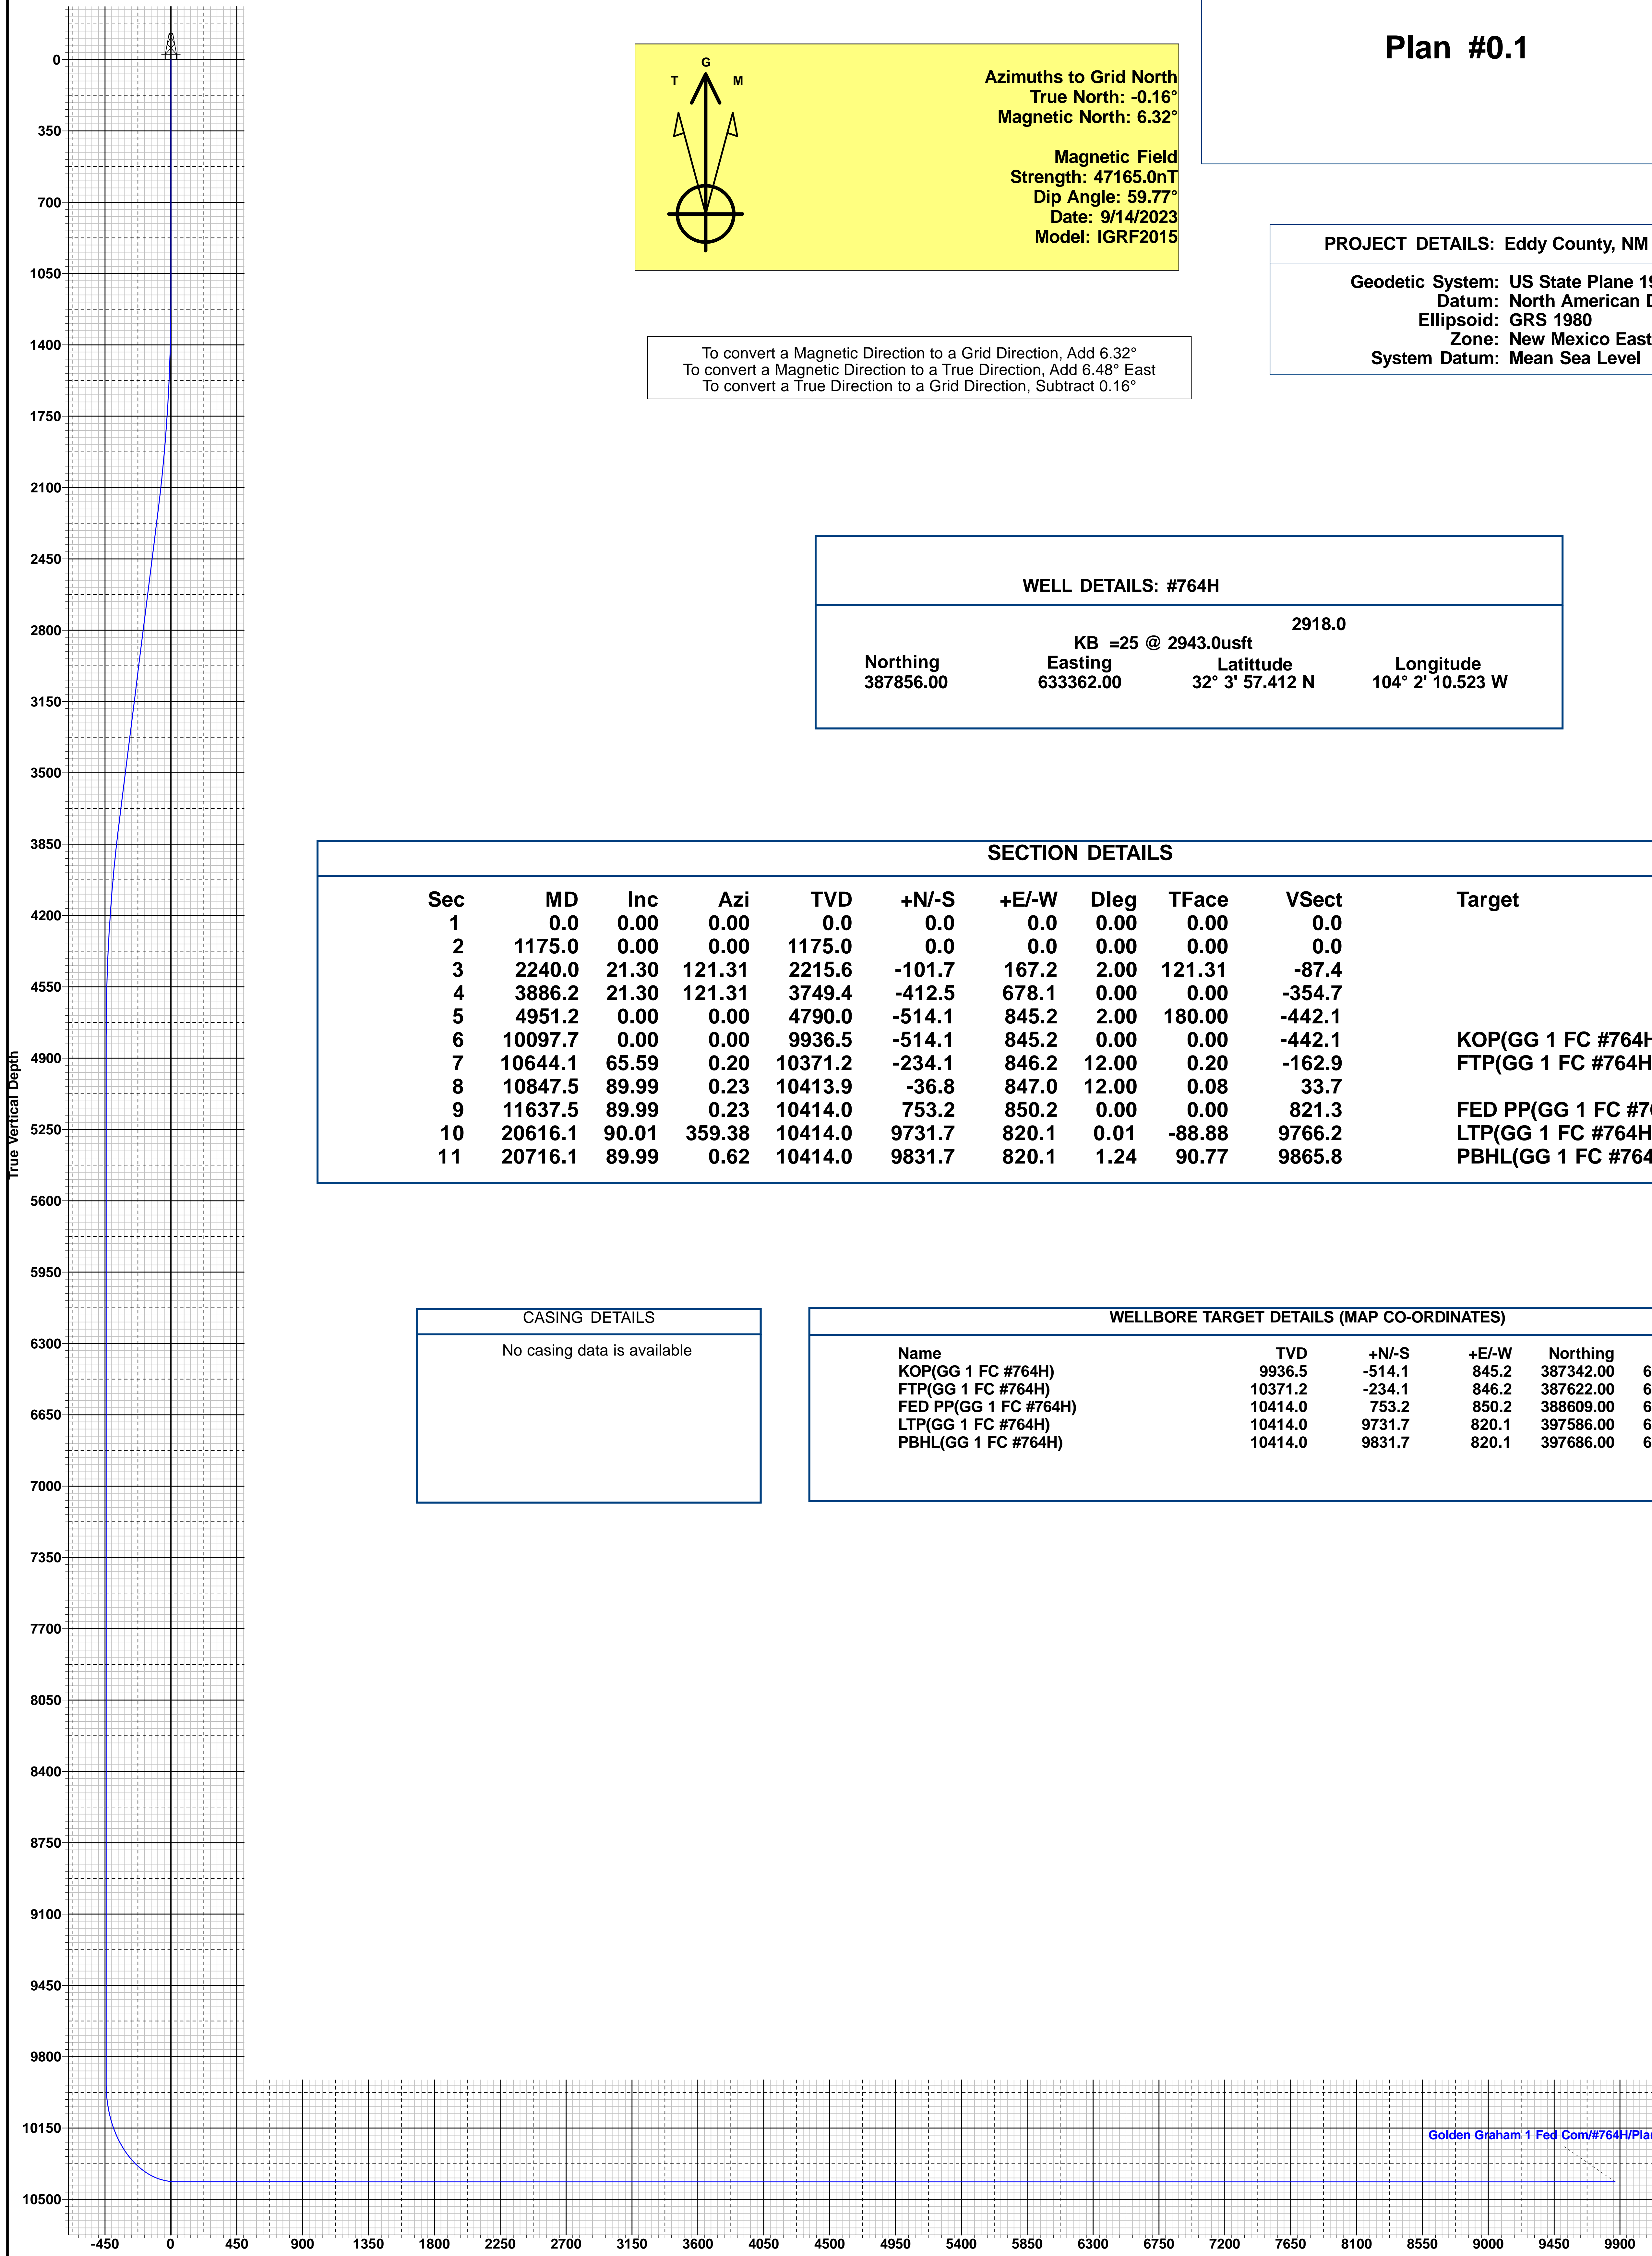 Plan #0.1
T G M
Azimuths to Grid North
True North: -0.16°
Magnetic North: 6.32°
Magnetic Field
Strength: 47165.0nT
Dip Angle: 59.77°
Date: 9/14/2023
Model: IGRF2015
PROJECT DETAILS: Eddy County, NM
Geodetic System: US State Plane
Datum: North American
Ellipsoid: GRS 1980
Zone: New Mexico East
System Datum: Mean Sea Level
To convert a Magnetic Direction to a Grid Direction, Add 6.32°
To convert a Magnetic Direction to a True Direction, Add 6.48° East
To convert a True Direction to a Grid Direction, Subtract 0.16°
WELL DETAILS: #764H
2918.0
KB =25 @ 2943.0usft
Northing Easting Latittude Longitude
387856.00 633362.00 32° 3' 57.412 N 104° 2' 10.523 W
SECTION DETAILS
Sec MD Inc Azi TVD +N/-S +E/-W Dleg TFace VSect Target
1 0.0 0.00 0.00 0.0 0.0 0.0 0.00 0.00 0.0
2 1175.0 0.00 0.00 1175.0 0.0 0.0 0.00 0.00 0.0
3 2240.0 21.30 121.31 2215.6 -101.7 167.2 2.00 121.31 -87.4
4 3886.2 21.30 121.31 3749.4 -412.5 678.1 0.00 0.00 -354.7
5 4951.2 0.00 0.00 4790.0 -514.1 845.2 2.00 180.00 -442.1
6 10097.7 0.00 0.00 9936.5 -514.1 845.2 0.00 0.00 -442.1 KOP(GG 1 FC #764H
7 10644.1 65.59 0.20 10371.2 -234.1 846.2 12.00 0.20 -162.9 FTP(GG 1 FC #764H
8 10847.5 89.99 0.23 10413.9 -36.8 847.0 12.00 0.08 33.7
9 11637.5 89.99 0.23 10414.0 753.2 850.2 0.00 0.00 821.3 FED PP(GG 1 FC
10 20616.1 90.01 359.38 10414.0 9731.7 820.1 0.01 -88.88 9766.2 LTP(GG 1 FC #764H
11 20716.1 89.99 0.62 10414.0 9831.7 820.1 1.24 90.77 9865.8 PBHL(GG 1 FC #764
CASING DETAILS
No casing data is available
WELLBORE TARGET DETAILS (MAP CO-ORDINATES)
Name TVD +N/-S +E/-W Northing
KOP(GG 1 FC #764H) 9936.5 -514.1 845.2 387342.00
FTP(GG 1 FC #764H) 10371.2 -234.1 846.2 387622.00
FED PP(GG 1 FC #764H) 10414.0 753.2 850.2 388609.00
LTP(GG 1 FC #764H) 10414.0 9731.7 820.1 397586.00
PBHL(GG 1 FC #764H) 10414.0 9831.7 820.1 397686.00
True Vertical Depth
0
350
700
1050
1400
1750
2100
2450
2800
3150
3500
3850
4200
4550
4900
5250
5600
5950
6300
6650
7000
7350
7700
8050
8400
8750
9100
9450
9800
10150
10500
Golden Graham 1 Fed Com/#764H/Plan
-450 0 450 900 1350 1800 2250 2700 3150 3600 4050 4500 4950 5400 5850 6300 6750 7200 7650 8100 8550 9000 9450 9900